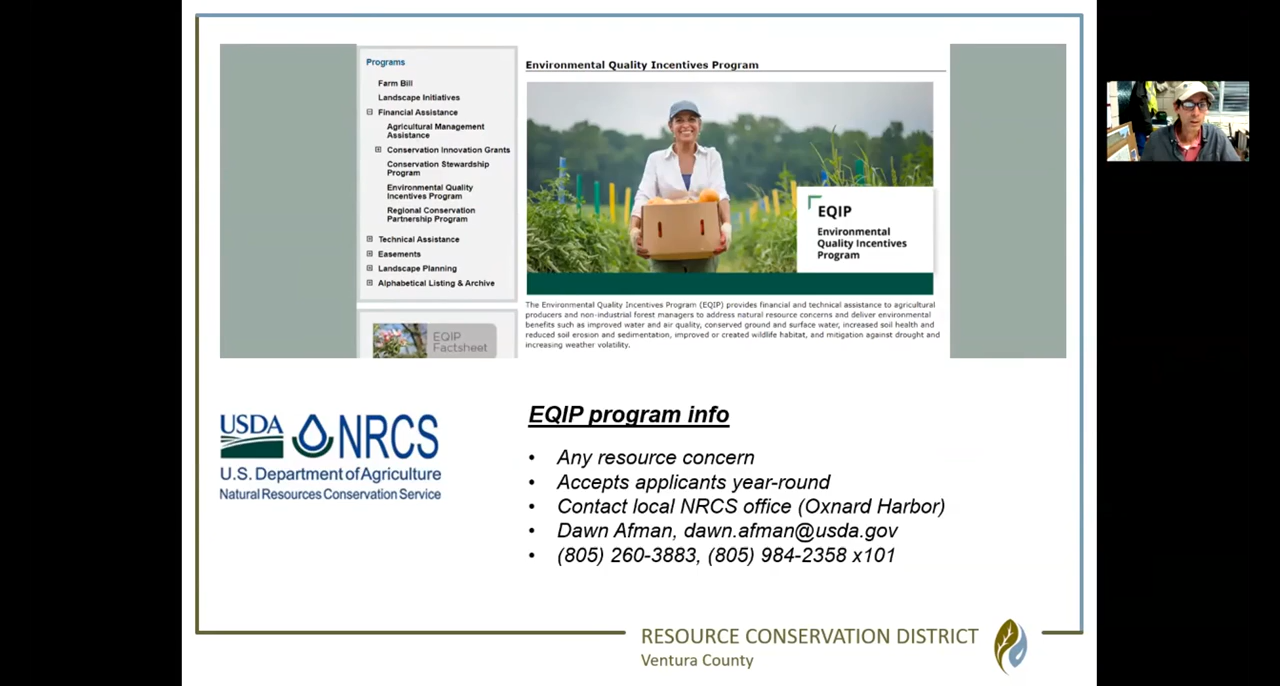 Programs
Farm Bill
Landscape Initiatives
Financial Assistance
Agricultural Management
Assistance
Conservation Innovation Grants
Conservation Stewardship
Program
Environmental Quality
Incentives Program
Regional Conservation
Partnership Program
Technical Assistance
Easements
Landscape Planning
Alphabetical Listing & Archive
EQIP
Factsheet
Environmental Quality Incentives Program
EQIP
Environmental
Quality Incentives
Program
The Environmental Quality Incentives Program (EQIP) provides financial and technical assistance to agricultural
producers and non-industrial forest managers to address natural resource concerns and deliver environmental
benefits such as improved water and air quality, conserved ground and surface water, increased soil health and
reduced soil erosion and sedimentation, improved or created wildlife habitat, and mitigation against drought and
increasing weather volatility.
USDA NRCS
U.S. Department of Agriculture
Natural Resources Conservation Service
EQIP program info
• Any resource concern
• Accepts applicants year-round
• Contact local NRCS office (Oxnard Harbor)
• Dawn Afman, dawn.afman@usda.gov
• (805) 260-3883, (805) 984-2358 x101
RESOURCE CONSERVATION DISTRICT
Ventura County